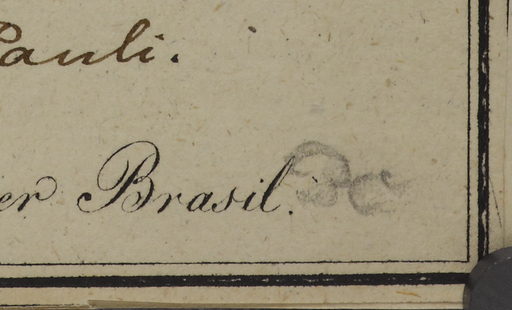 Pauli.
er Brasil.